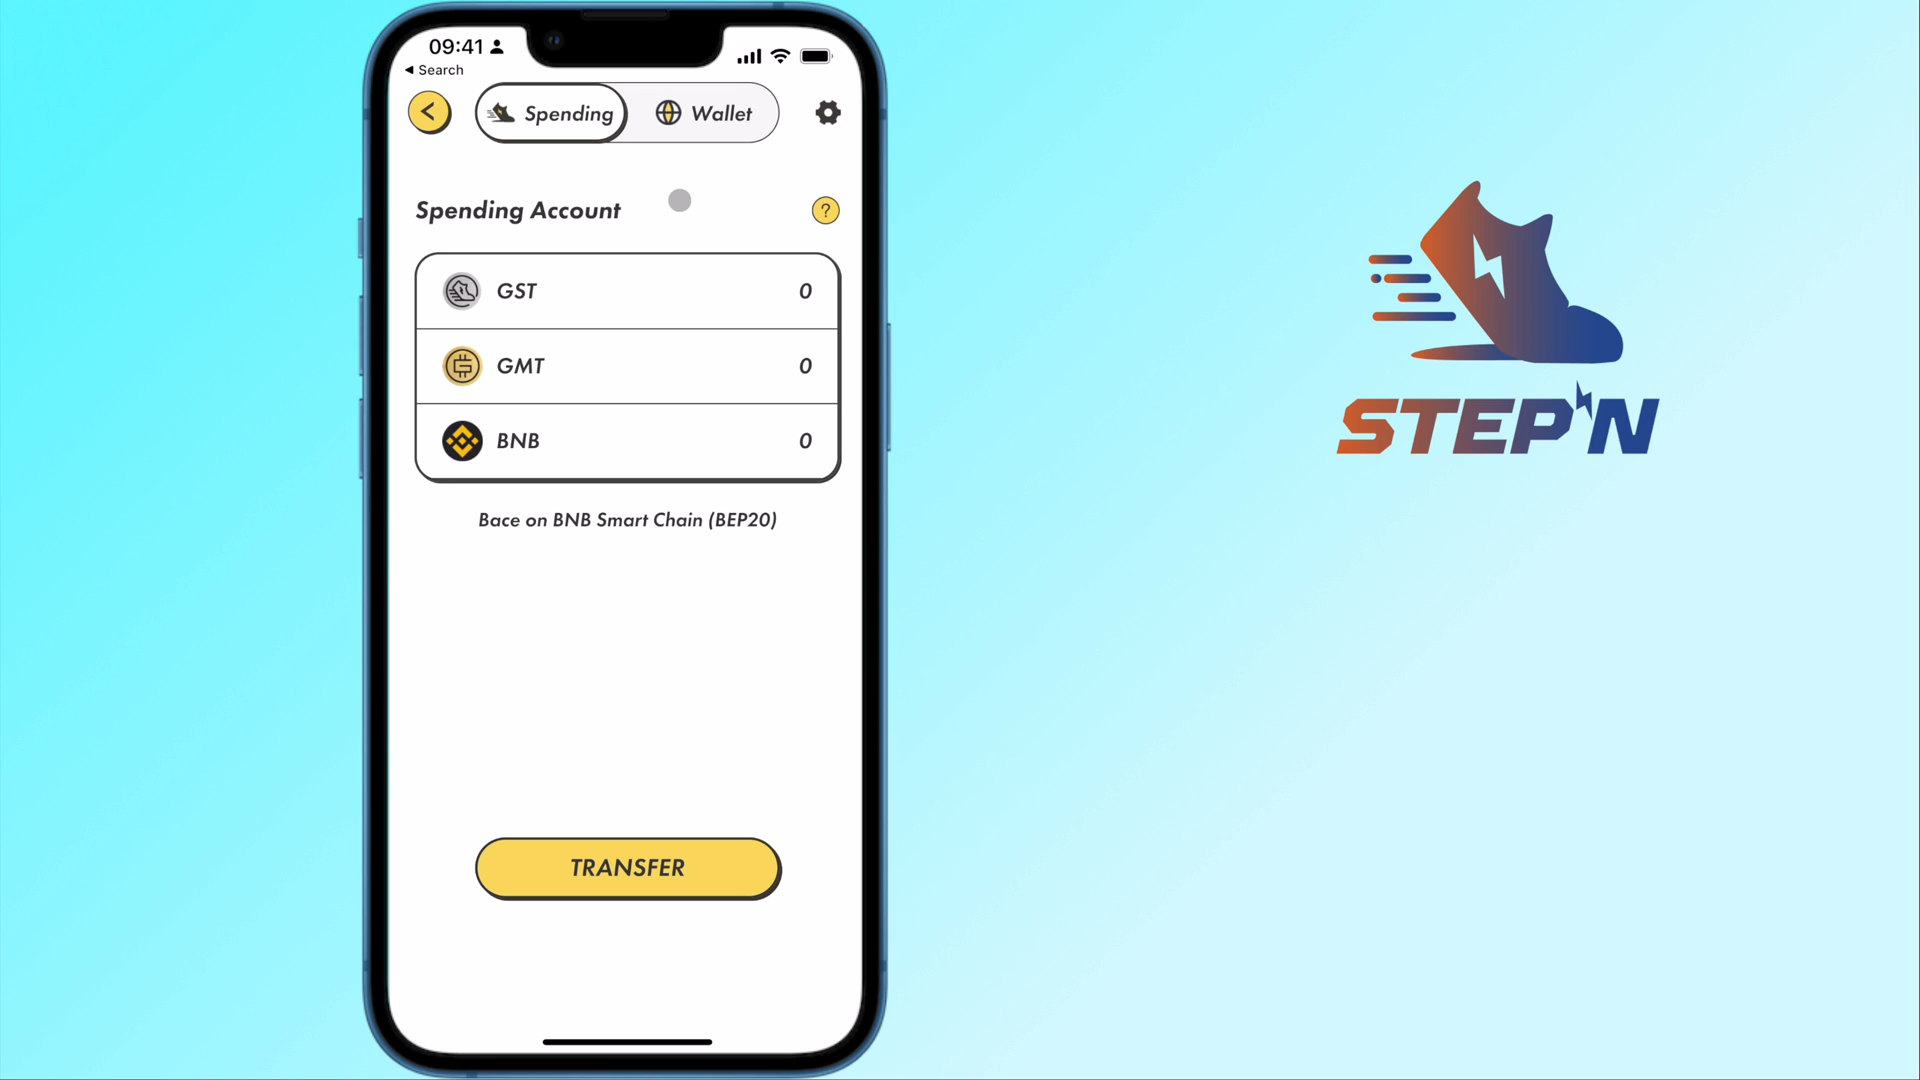 09:41
◀ Search
Spending
Wallet
Spending Account
?
GST 0
GMT 0
BNB 0
Bace on BNB Smart Chain (BEP20)
TRANSFER
STEP'N